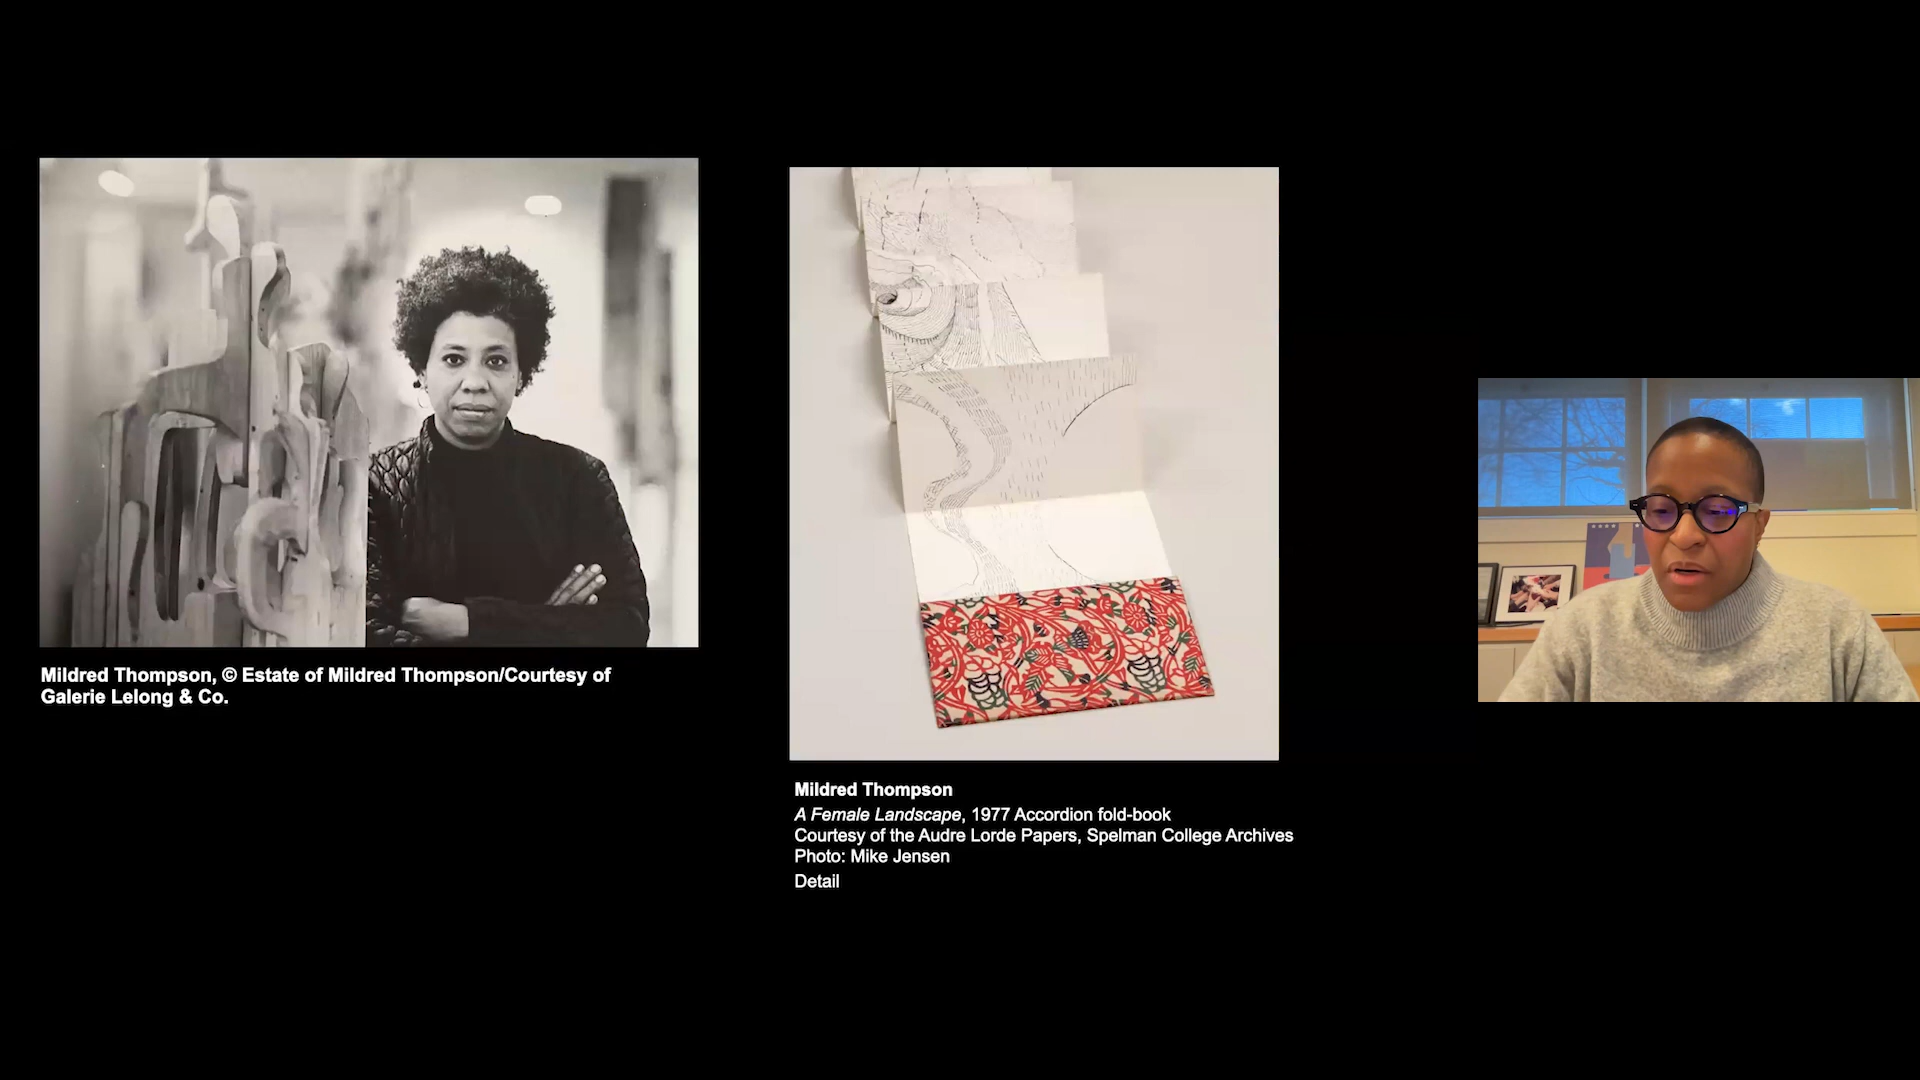 Mildred Thompson, © Estate of Mildred Thompson/Courtesy of
Galerie Lelong & Co.
Mildred Thompson
A Female Landscape, 1977 Accordion fold-book
Courtesy of the Audre Lorde Papers, Spelman College Archives
Photo: Mike Jensen
Detail